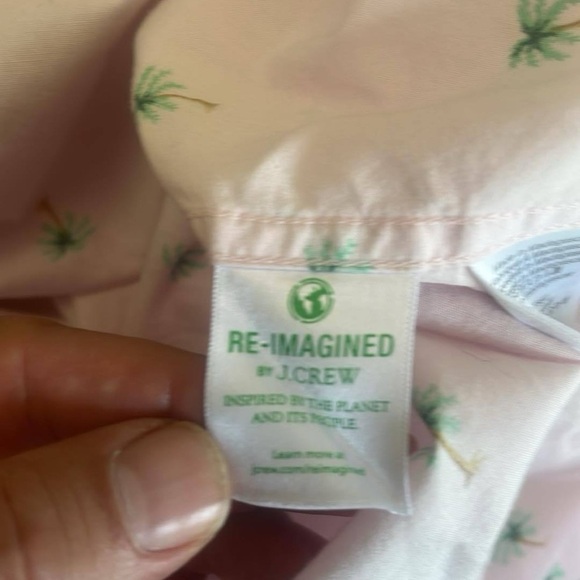 RE-IMAGINED
BY J.CREW
INSPIRED BY THE PLANET
AND ITS PEOPLE.
Learn more at
jcrew.com/reimagined